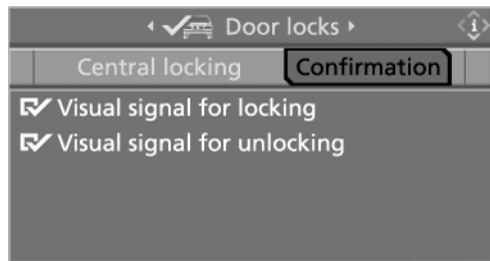 Door locks
Central locking Confirmation
Visual signal for locking
Visual signal for unlocking